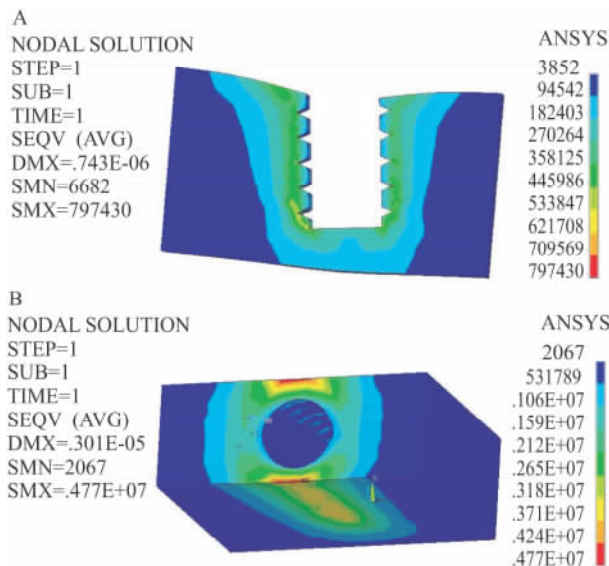 A
NODAL SOLUTION
STEP=1
SUB=1
TIME=1
SEQV (AVG)
DMX=.743E-06
SMN=6682
SMX=797430
ANSYS
3852
94542
182403
270264
358125
445986
533847
621708
709569
797430
B
NODAL SOLUTION
STEP=1
SUB=1
TIME=1
SEQV (AVG)
DMX=.301E-05
SMN=2067
SMX=.477E+07
ANSYS
2067
531789
.106E+07
.159E+07
.212E+07
.265E+07
.318E+07
.371E+07
.424E+07
.477E+07